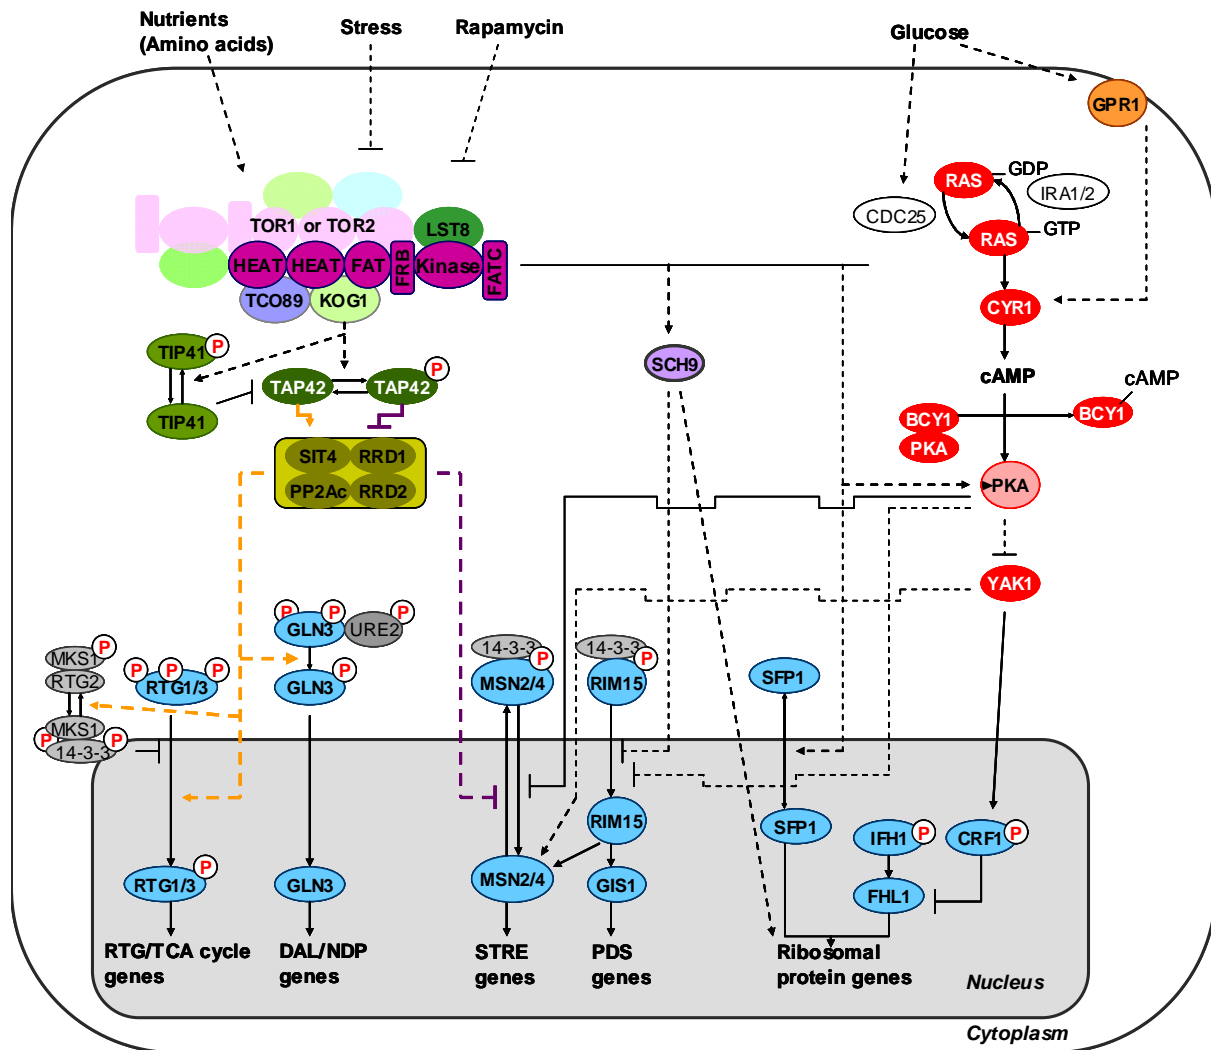 Nutrients
(Amino acids)
Stress
Rapamycin
Glucose
GPR1
RAS
GDP
IRA1/2
CDC25
RAS
GTP
TOR1 or TOR2
LST8
HEAT
HEAT
FAT
FRB
Kinase
FATC
TCO89
KOG1
CYR1
TIP41
P
SCH9
TAP42
TAP42
P
TIP41
cAMP
cAMP
BCY1
BCY1
PKA
SIT4
RRD1
PP2Ac
RRD2
PKA
YAK1
P
P
P
GLN3
URE2
MKS1
P
RTG2
P
P
P
RTG1/3
GLN3
P
14-3-3
P
MSN2/4
14-3-3
P
RIM15
SFP1
MKS1
P
P
14-3-3
RIM15
SFP1
IFH1
P
CRF1
P
RTG1/3
P
GLN3
MSN2/4
GIS1
FHL1
RTG/TCA cycle
genes
DAL/NDP
genes
STRE
genes
PDS
genes
Ribosomal
protein genes
Nucleus
Cytoplasm